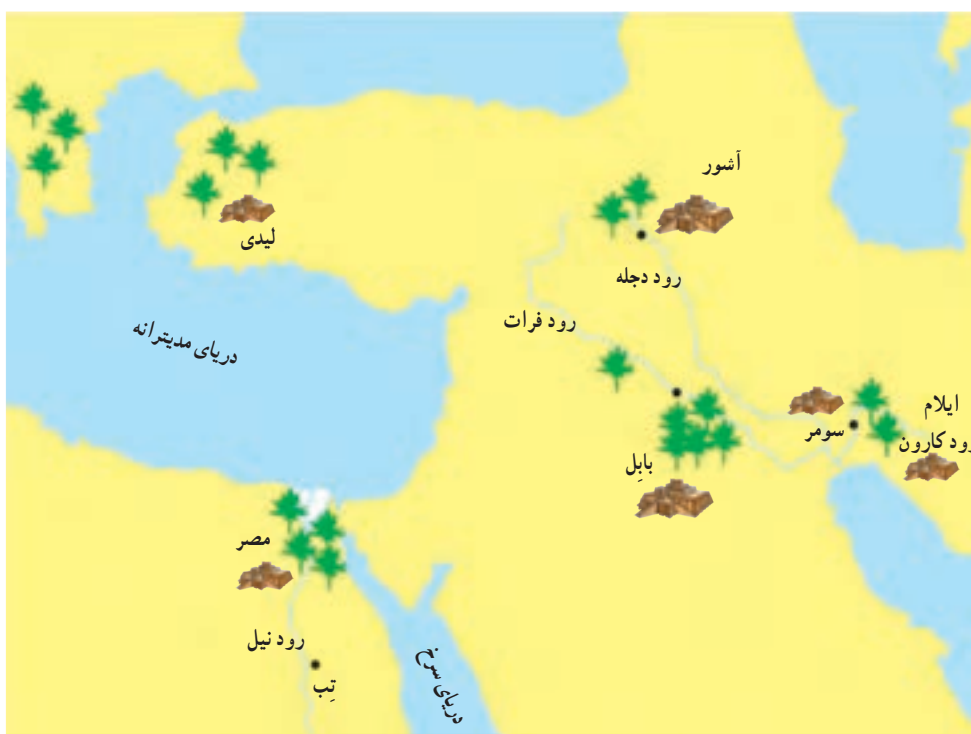 آشور
لیدی
رود دجله
رود فرات
دریای مدیترانه
ایلام
رود کارون
سومر
بابِل
مصر
رود نیل
تِب
دریای سرخ